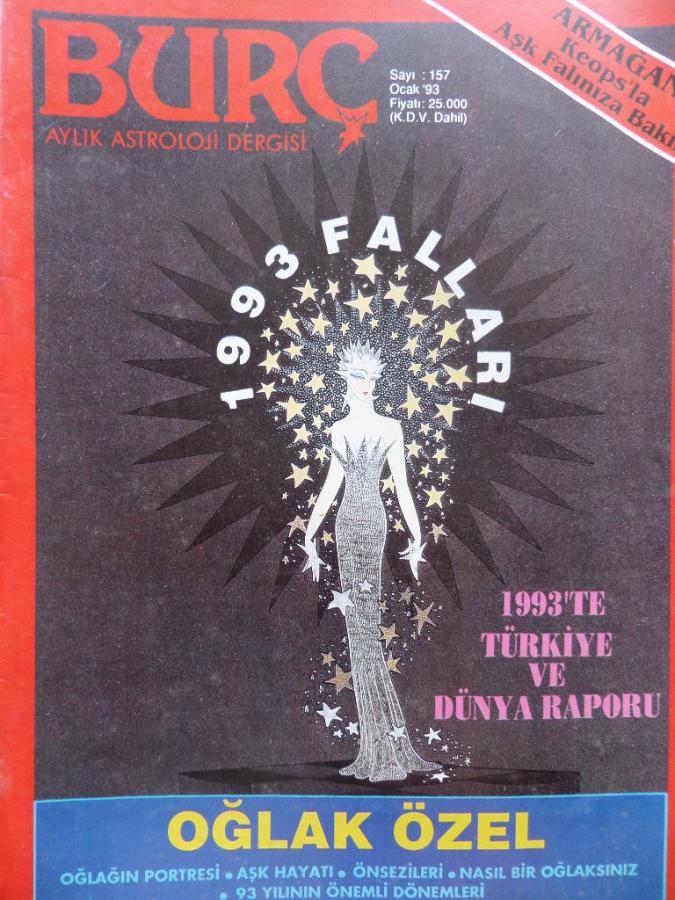 BURÇ
AYLIK ASTROLOJİ DERGİSİ
Sayı : 157
Ocak '93
Fiyatı: 25.000
(K.D.V. Dahil)
ARMAĞAN
Keops'la
Aşk Falınıza
1993 FALLARI
1993'TE
TÜRKİYE
VE
DÜNYA RAPORU
OĞLAK ÖZEL
OĞLAĞIN PORTRESİ • AŞK HAYATI • ÖNSEZİLERİ • NASIL BİR OĞLAKSINIZ
• 93 YILININ ÖNEMLİ DÖNEMLERİ